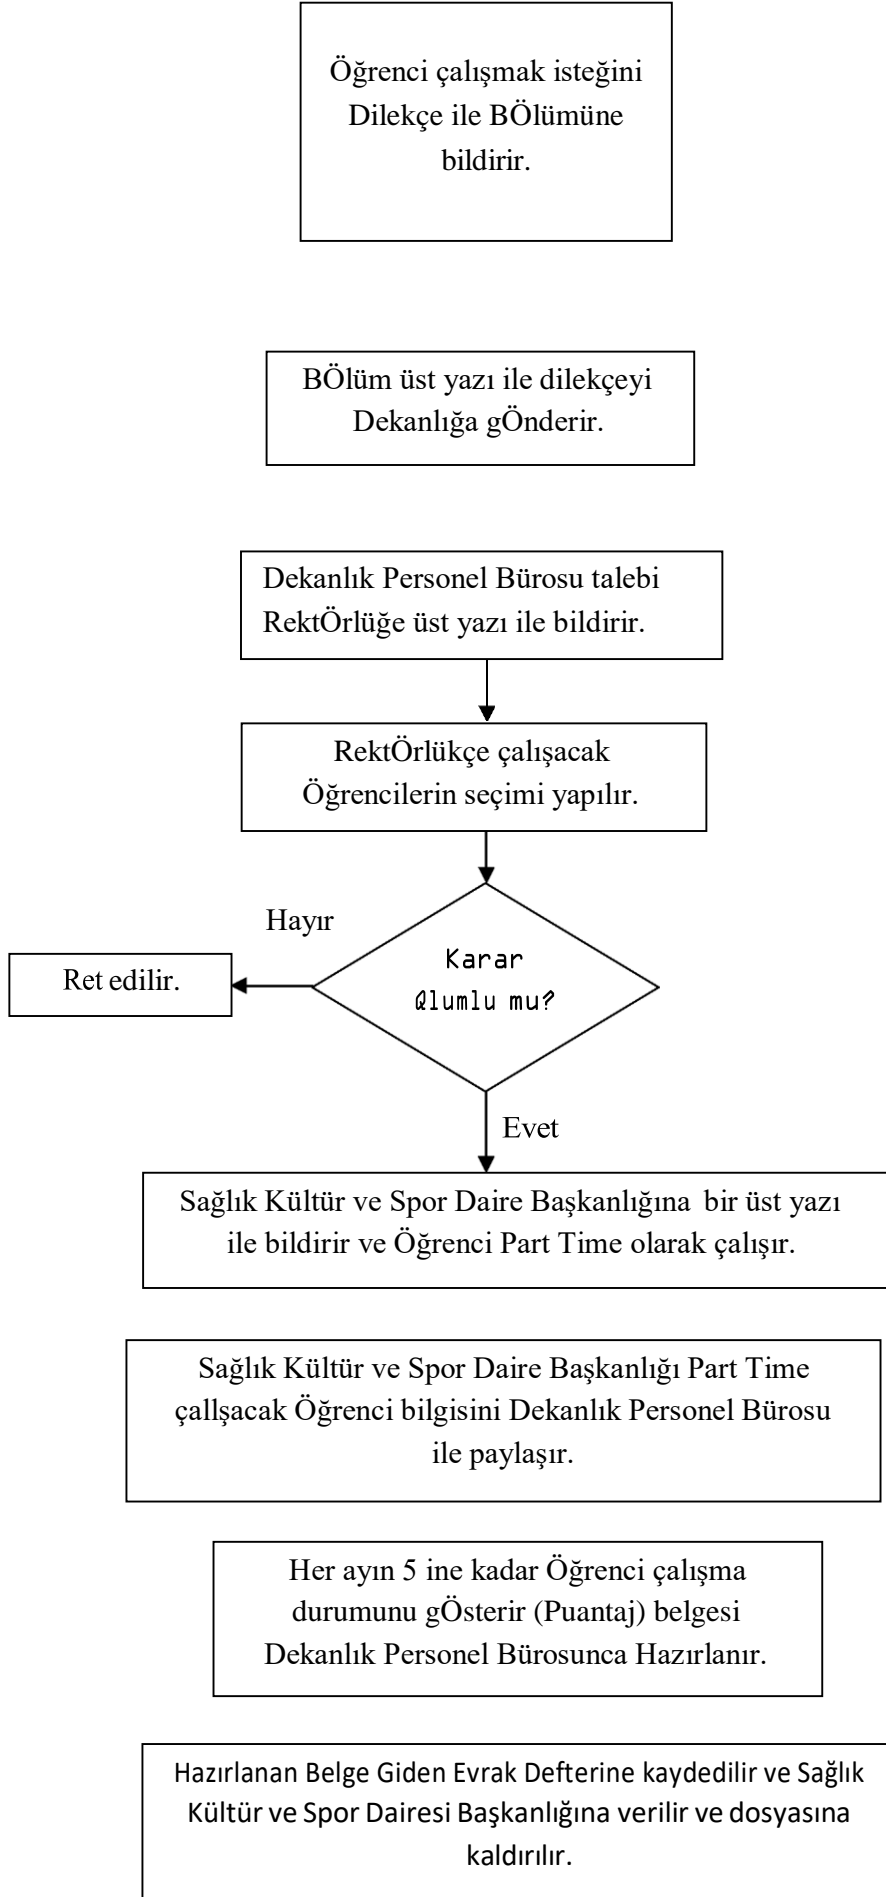 Öğrenci çalışmak isteğini
Dilekçe ile BÖlümüne
bildirir.
BÖlüm üst yazı ile dilekçeyi
Dekanlığa gÖnderir.
Dekanlık Personel Bürosu talebi
RektÖrlüğe üst yazı ile bildirir.
RektÖrlükçe çalışacak
Öğrencilerin seçimi yapılır.
Hayır
Karar
Qlumlu mu?
Ret edilir.
Evet
Sağlık Kültür ve Spor Daire Başkanlığına bir üst yazı
ile bildirir ve Öğrenci Part Time olarak çalışır.
Sağlık Kültür ve Spor Daire Başkanlığı Part Time
çallşacak Öğrenci bilgisini Dekanlık Personel Bürosu
ile paylaşır.
Her ayın 5 ine kadar Öğrenci çalışma
durumunu gÖsterir (Puantaj) belgesi
Dekanlık Personel Bürosunca Hazırlanır.
Hazırlanan Belge Giden Evrak Defterine kaydedilir ve Sağlık
Kültür ve Spor Dairesi Başkanlığına verilir ve dosyasına
kaldırılır.